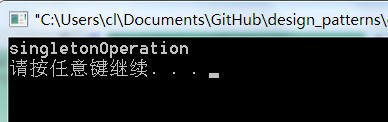 "C:\Users\cl\Documents\GitHub\design_patterns\
singletonOperation
请按任意键继续. . .